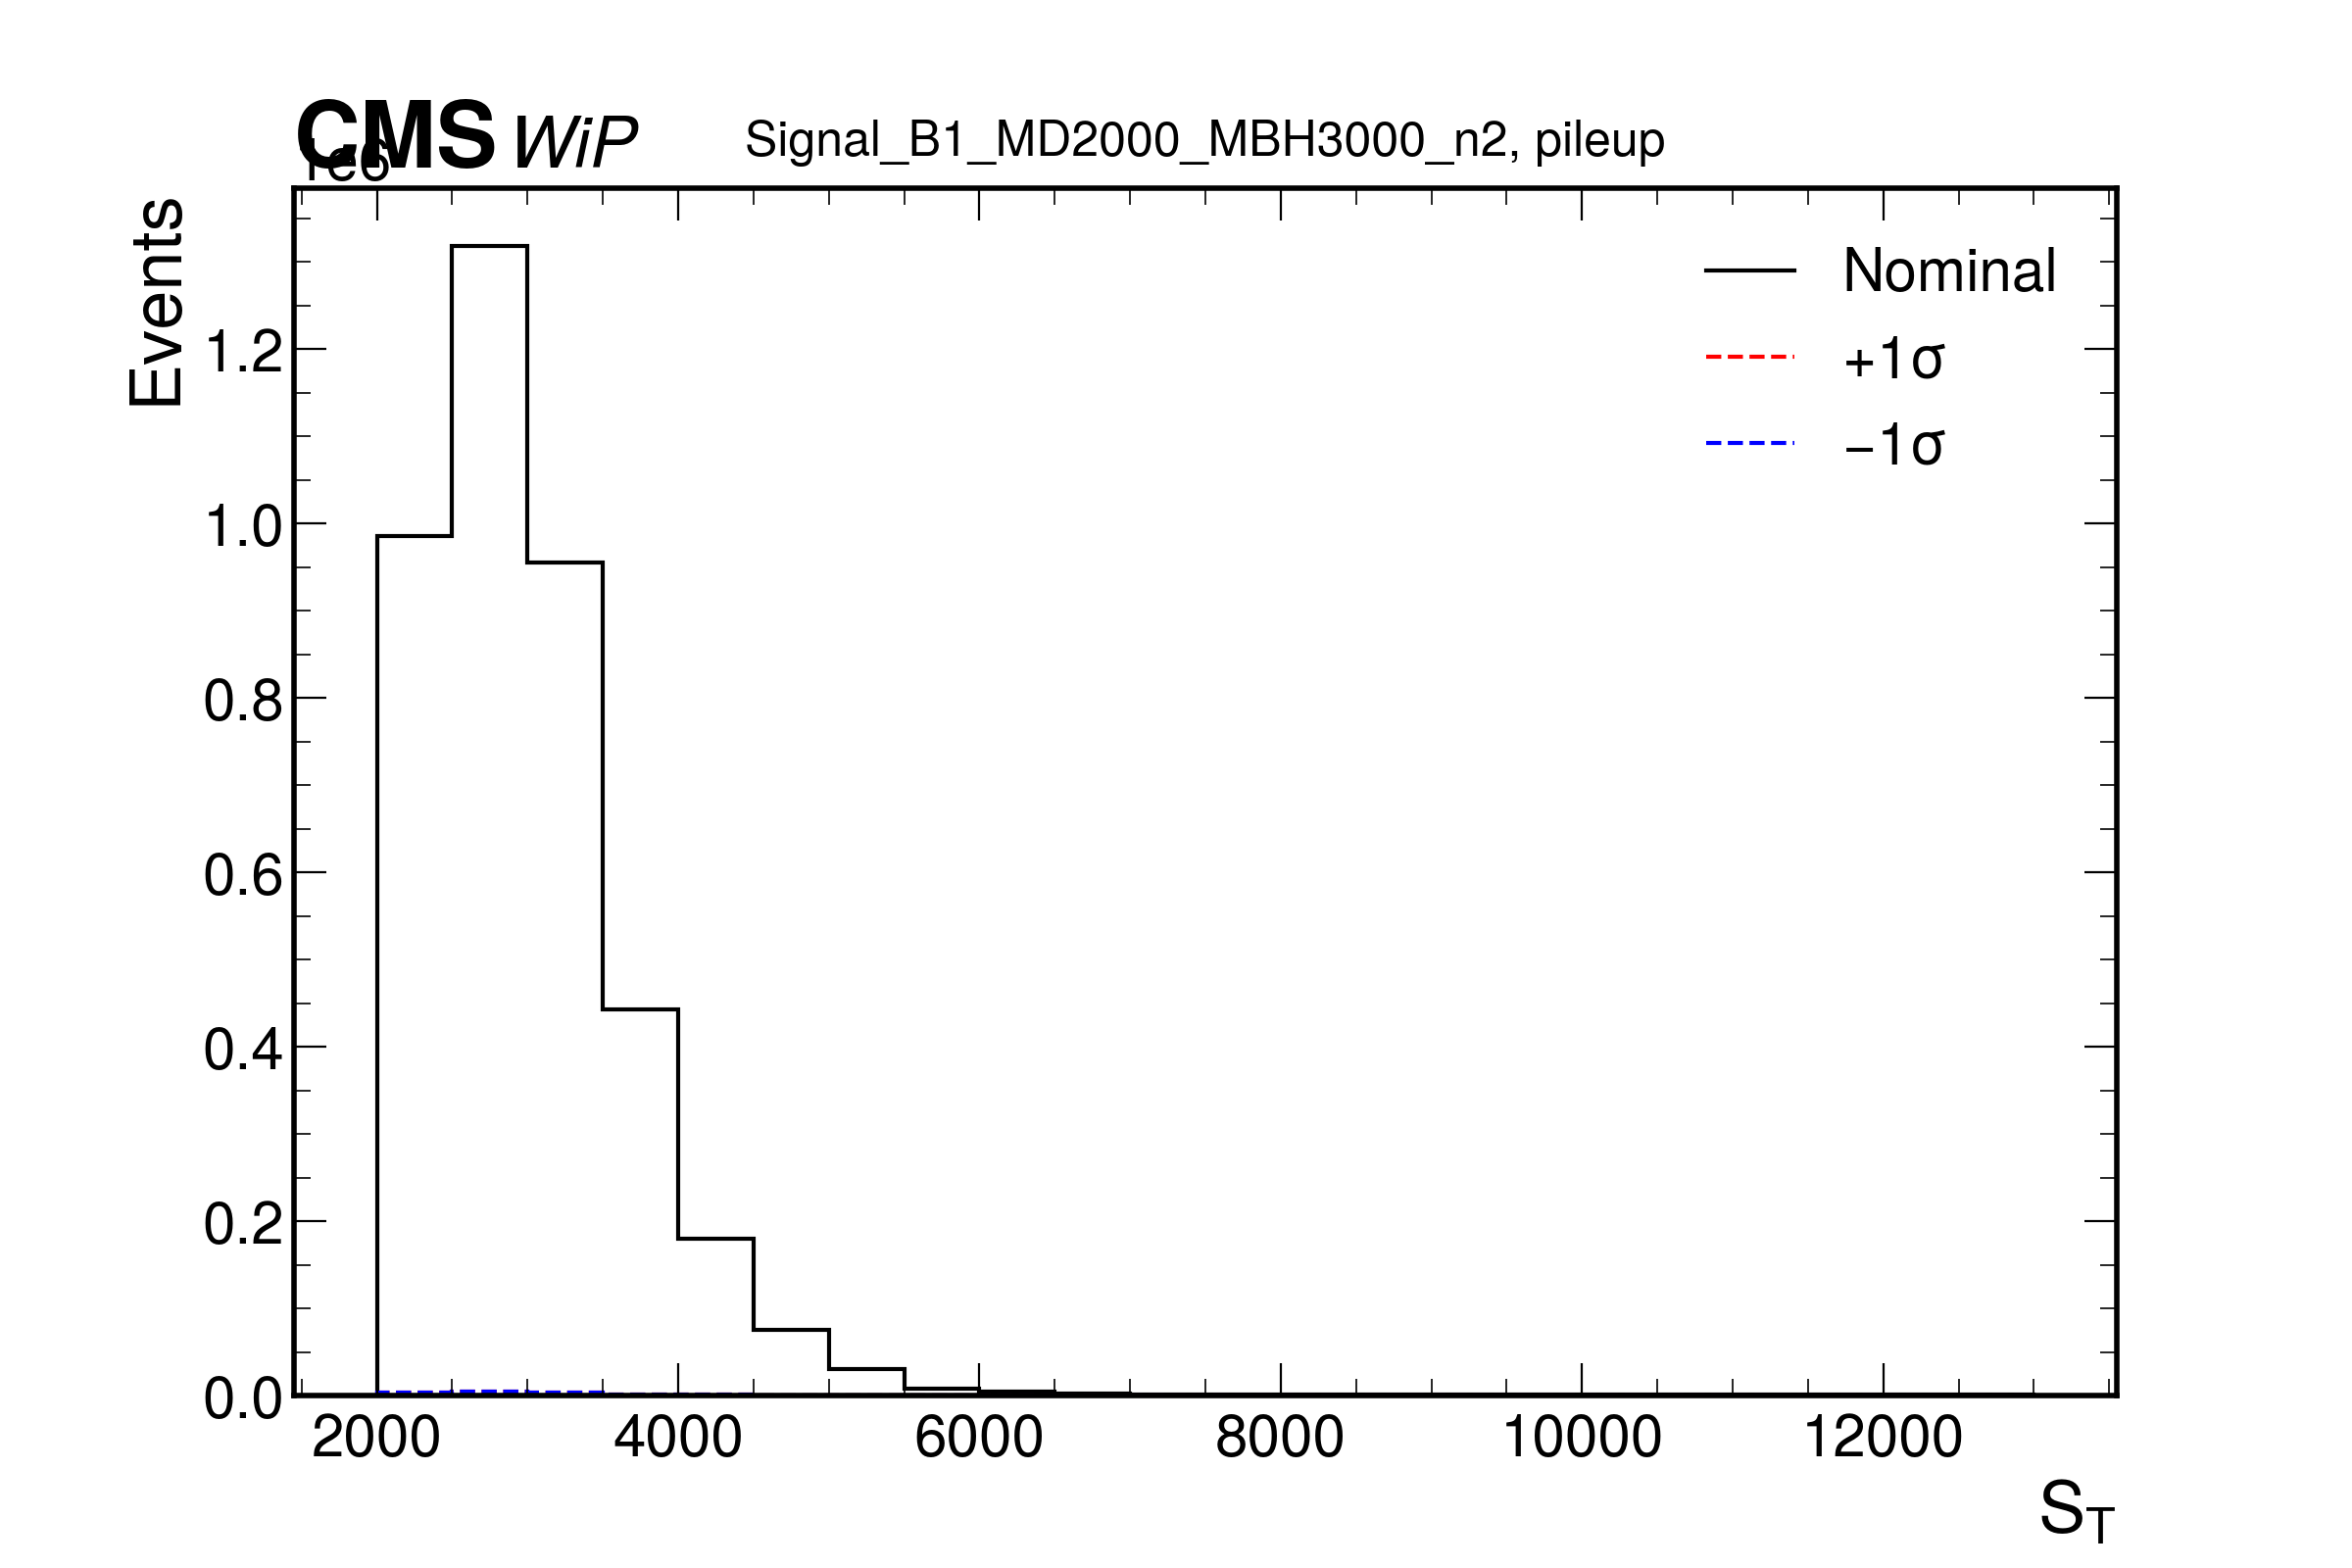 CMS WiP Signal_B1_MD2000_MBH3000_n2, pileup
1e6
Events
Nominal
+1σ
−1σ
1.2
1.0
0.8
0.6
0.4
0.2
0.0
2000 4000 6000 8000 10000 12000
S_T